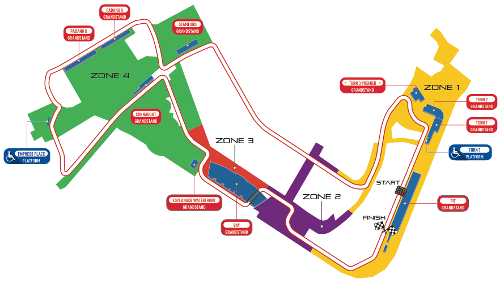 PADANG A
GRANDSTAND
PADANG B
GRANDSTAND
STAMFORD
GRANDSTAND
ZONE 4
CONNAUGHT
GRANDSTAND
EMPRESS PLACE
PLATFORM
ZONE 3
ESPLANADE WATERFRONT
GRANDSTAND
BAY
GRANDSTAND
ZONE 2
ZONE 1
TURN 3 PREMIER
GRANDSTAND
TURN 2
GRANDSTAND
TURN 1
GRANDSTAND
TURN 1
PLATFORM
START
FINISH
PIT
GRANDSTAND